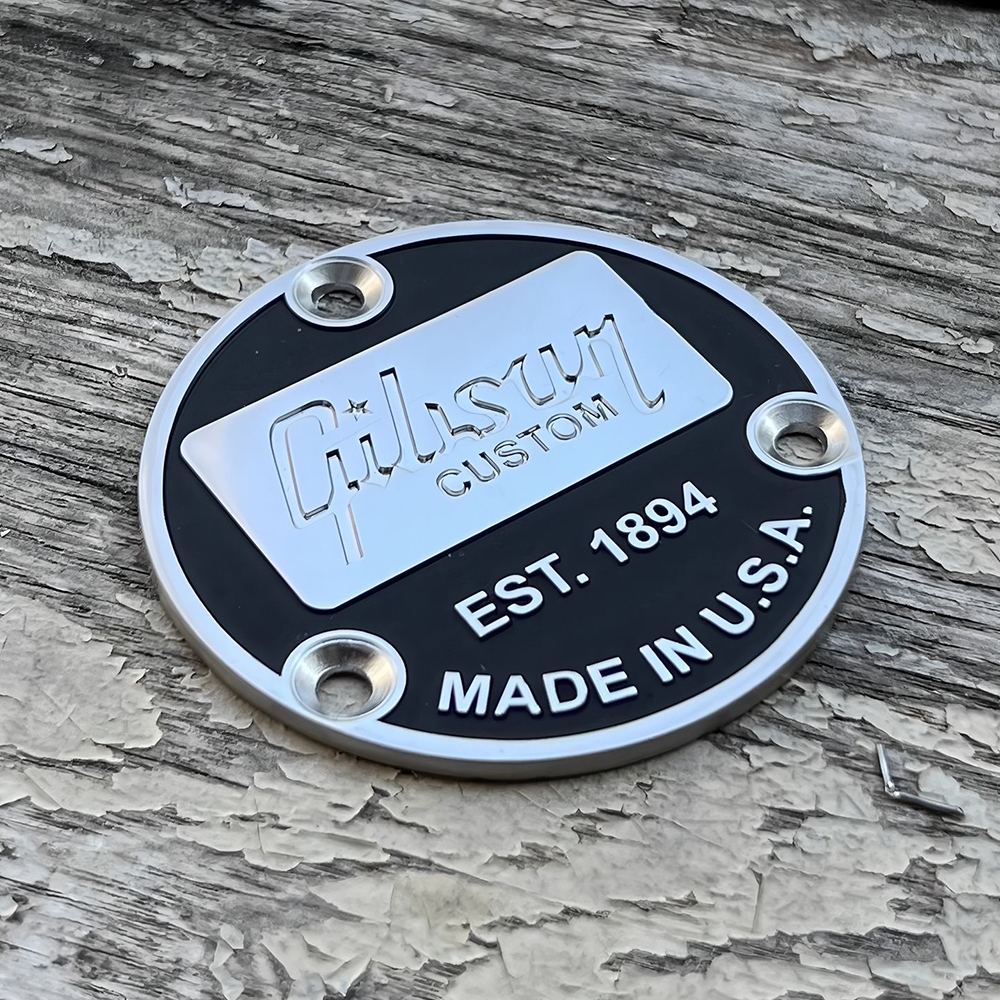 Gibson
CUSTOM
EST. 1894
MADE IN U.S.A.